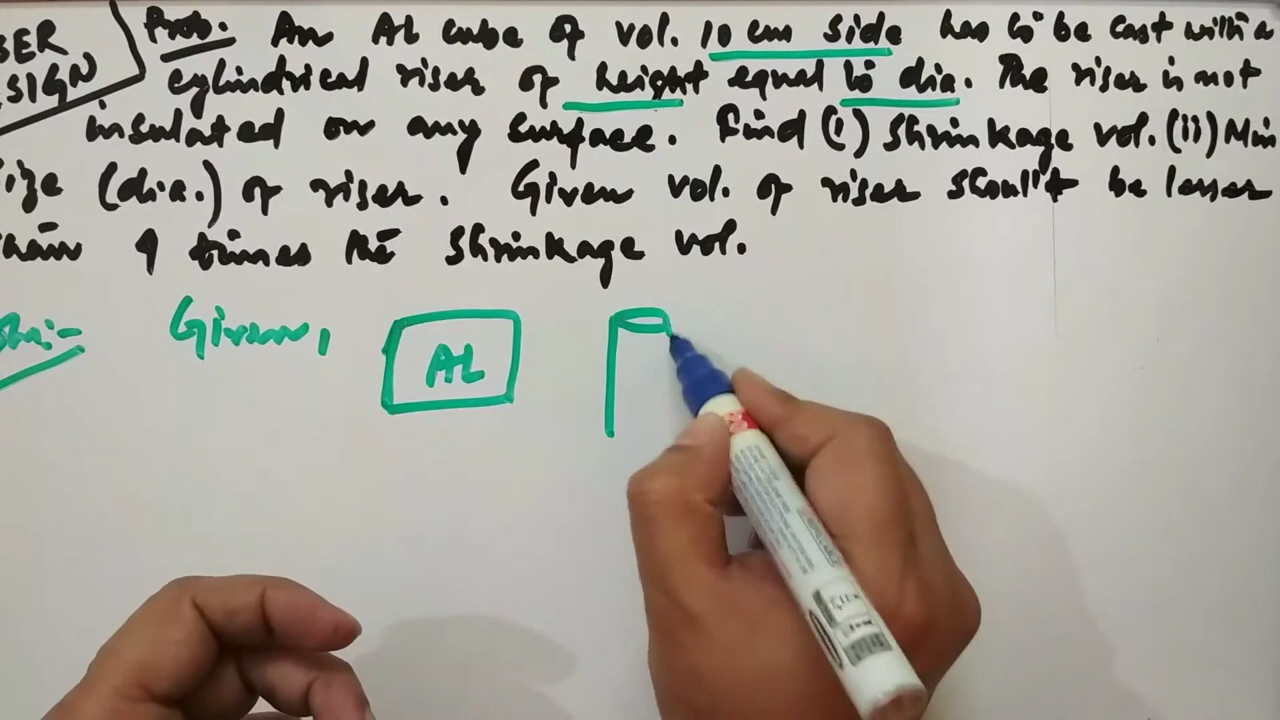 SER SIGN
Prob. An AL cube of vol. 10 cm side has to be cast with a
cylindrical riser of height equal to dia. The riser is not
insulated on any surface. Find (i) Shrinkage vol. (ii) Min
ize (dia.) of riser. Given vol. of riser should't be lesser
than 4 times the shrinkage vol.
Given,
AL